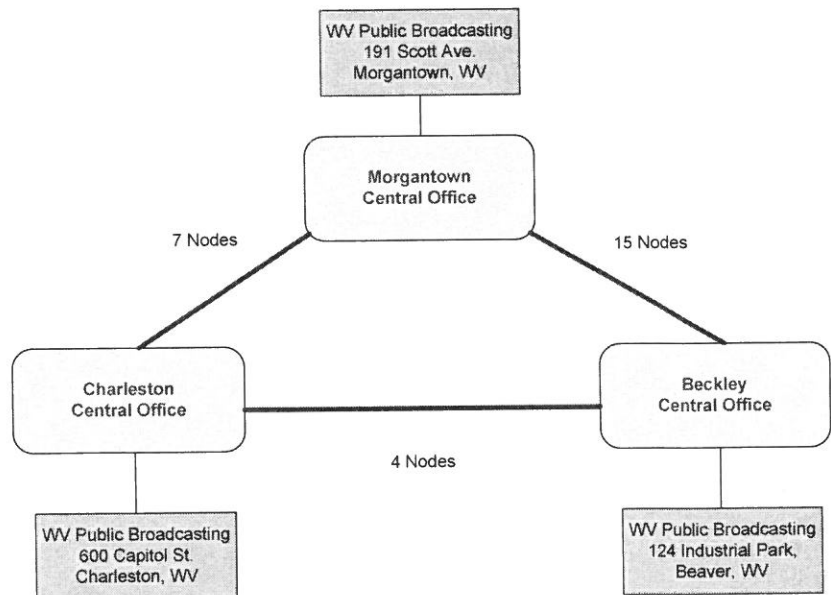 WV Public Broadcasting
191 Scott Ave.
Morgantown, WV
Morgantown
Central Office
7 Nodes
15 Nodes
Charleston
Central Office
Beckley
Central Office
4 Nodes
WV Public Broadcasting
600 Capitol St.
Charleston, WV
WV Public Broadcasting
124 Industrial Park,
Beaver, WV